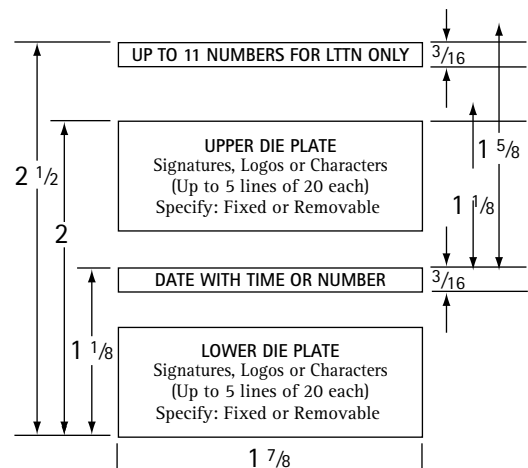 UP TO 11 NUMBERS FOR LTTN ONLY
3/16
UPPER DIE PLATE
Signatures, Logos or Characters
(Up to 5 lines of 20 each)
Specify: Fixed or Removable
1 5/8
2 1/2
1 1/8
2
DATE WITH TIME OR NUMBER
3/16
1 1/8
LOWER DIE PLATE
Signatures, Logos or Characters
(Up to 5 lines of 20 each)
Specify: Fixed or Removable
1 7/8